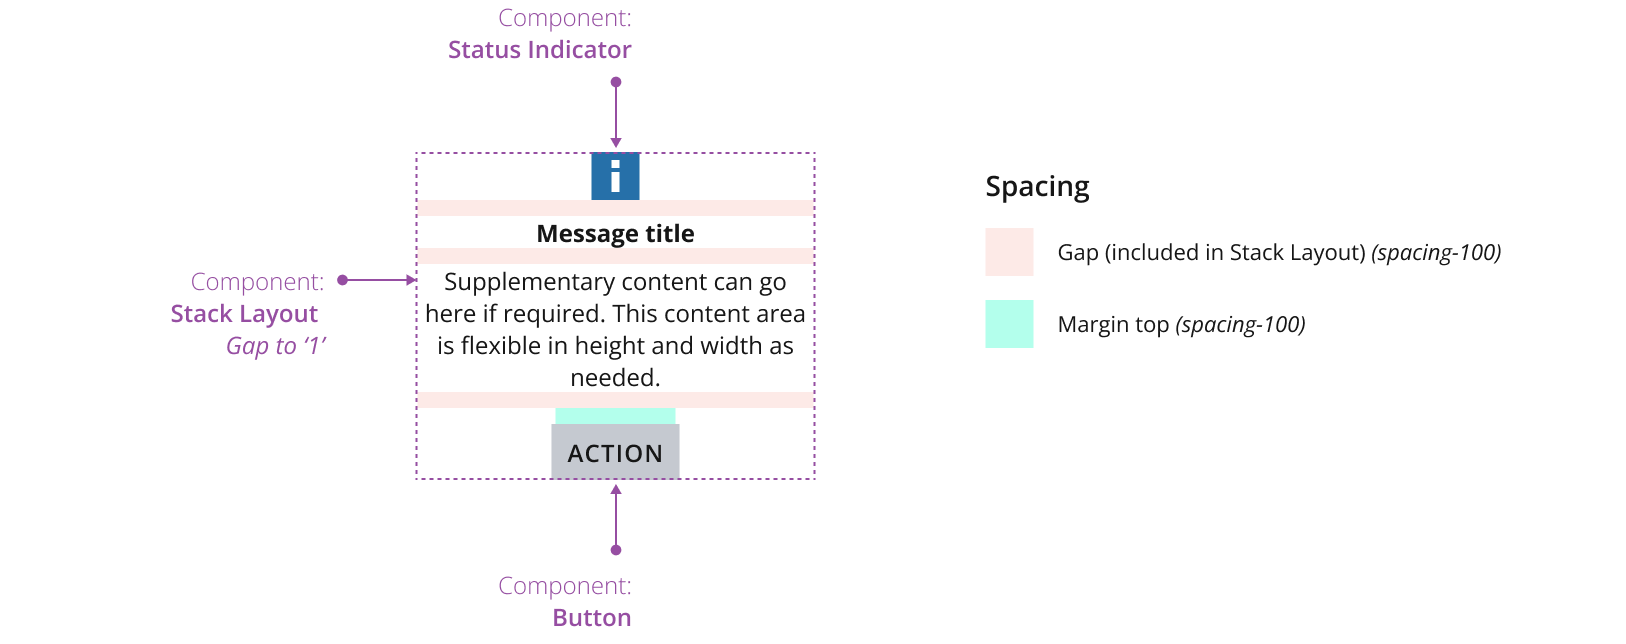 Component:
Status Indicator
i
Message title
Supplementary content can go
here if required. This content area
is flexible in height and width as
needed.
ACTION
Component:
Stack Layout
Gap to ‘1’
Component:
Button
Spacing
Gap (included in Stack Layout) (spacing-100)
Margin top (spacing-100)